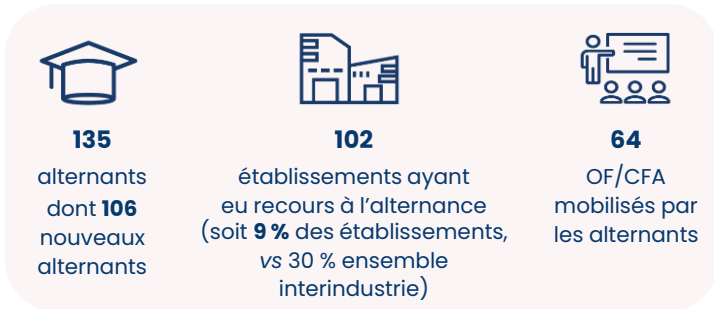 135
alternants
dont 106
nouveaux
alternants
102
établissements ayant
eu recours à l’alternance
(soit 9 % des établissements,
vs 30 % ensemble
interindustrie)
64
OF/CFA
mobilisés par
les alternants